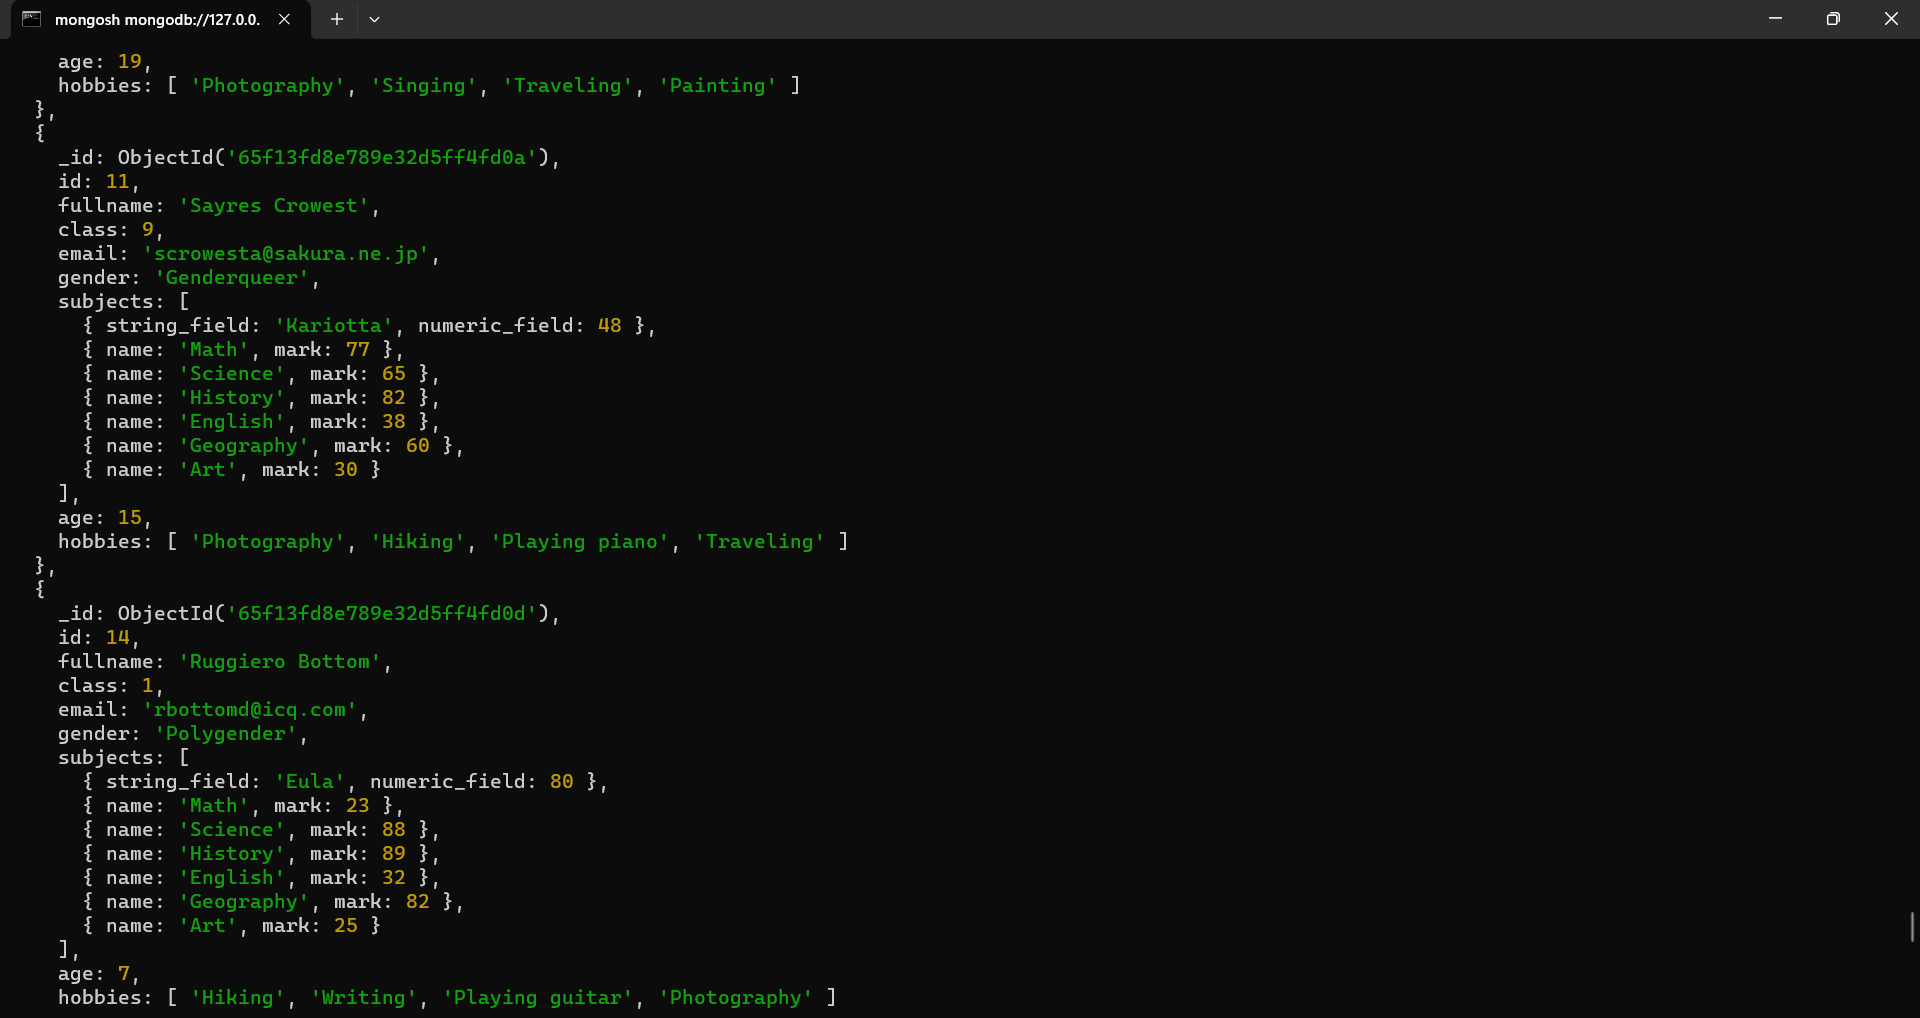 mongosh mongodb://127.0.0.
age: 19,
hobbies: [ 'Photography', 'Singing', 'Traveling', 'Painting' ]
},
{
_id: ObjectId('65f13fd8e789e32d5ff4fd0a'),
id: 11,
fullname: 'Sayres Crowest',
class: 9,
email: 'scrowesta@sakura.ne.jp',
gender: 'Genderqueer',
subjects: [
{ string_field: 'Kariotta', numeric_field: 48 },
{ name: 'Math', mark: 77 },
{ name: 'Science', mark: 65 },
{ name: 'History', mark: 82 },
{ name: 'English', mark: 38 },
{ name: 'Geography', mark: 60 },
{ name: 'Art', mark: 30 }
],
age: 15,
hobbies: [ 'Photography', 'Hiking', 'Playing piano', 'Traveling' ]
},
{
_id: ObjectId('65f13fd8e789e32d5ff4fd0d'),
id: 14,
fullname: 'Ruggiero Bottom',
class: 1,
email: 'rbottomd@icq.com',
gender: 'Polygender',
subjects: [
{ string_field: 'Eula', numeric_field: 80 },
{ name: 'Math', mark: 23 },
{ name: 'Science', mark: 88 },
{ name: 'History', mark: 89 },
{ name: 'English', mark: 32 },
{ name: 'Geography', mark: 82 },
{ name: 'Art', mark: 25 }
],
age: 7,
hobbies: [ 'Hiking', 'Writing', 'Playing guitar', 'Photography' ]